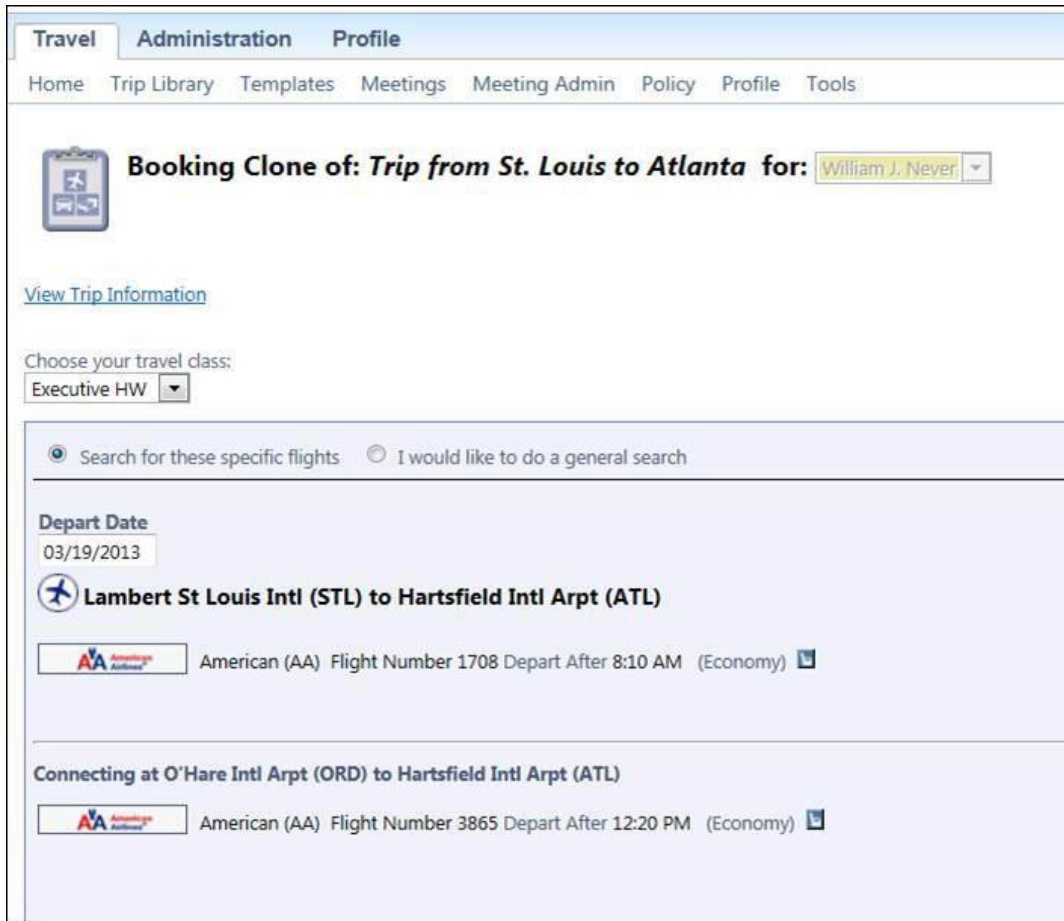 Travel Administration Profile
Home Trip Library Templates Meetings Meeting Admin Policy Profile Tools
Booking Clone of: Trip from St. Louis to Atlanta for: William J. Never
View Trip Information
Choose your travel class:
Executive HW
Search for these specific flights I would like to do a general search
Depart Date
03/19/2013
Lambert St Louis Intl (STL) to Hartsfield Intl Arpt (ATL)
AA American Airlines American (AA) Flight Number 1708 Depart After 8:10 AM (Economy)
Connecting at O'Hare Intl Arpt (ORD) to Hartsfield Intl Arpt (ATL)
AA American Airlines American (AA) Flight Number 3865 Depart After 12:20 PM (Economy)